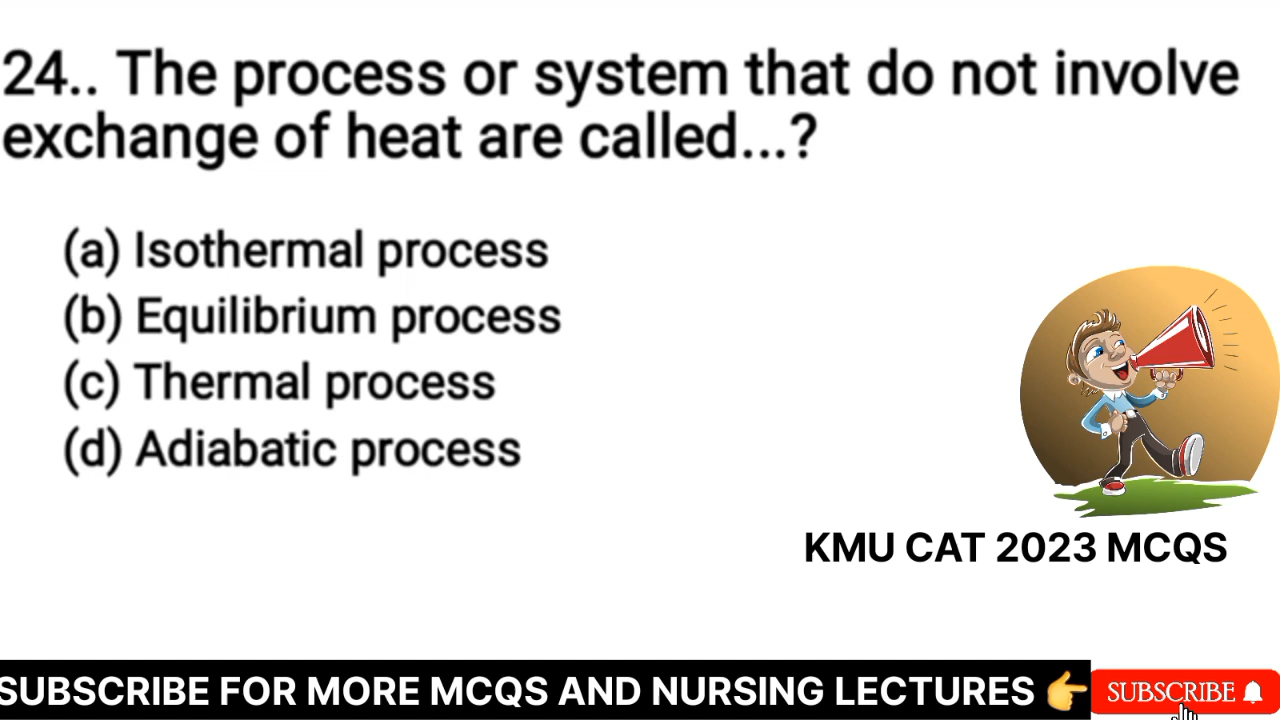 24.. The process or system that do not involve
exchange of heat are called...?
(a) Isothermal process
(b) Equilibrium process
(c) Thermal process
(d) Adiabatic process
KMU CAT 2023 MCQS
SUBSCRIBE FOR MORE MCQS AND NURSING LECTURES 👉 SUBSCRIBE